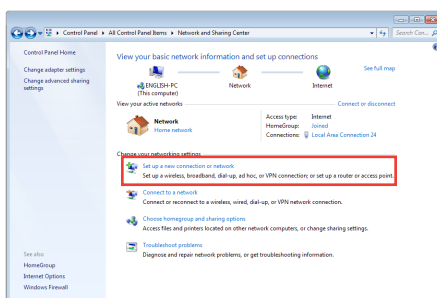 Control Panel ▸ All Control Panel Items ▸ Network and Sharing Center
Search Con...
Control Panel Home
Change adapter settings
Change advanced sharing
settings
View your basic network information and set up connections
See full map
ENGLISH-PC
(This computer)
Network
Internet
View your active networks
Connect or disconnect
Network
Home network
Access type: Internet
HomeGroup: Joined
Connections: Local Area Connection 24
Change your networking settings
Set up a new connection or network
Set up a wireless, broadband, dial-up, ad hoc, or VPN connection; or set up a router or access point.
Connect to a network
Connect or reconnect to a wireless, wired, dial-up, or VPN network connection.
Choose homegroup and sharing options
Access files and printers located on other network computers, or change sharing settings.
Troubleshoot problems
Diagnose and repair network problems, or get troubleshooting information.
See also
HomeGroup
Internet Options
Windows Firewall